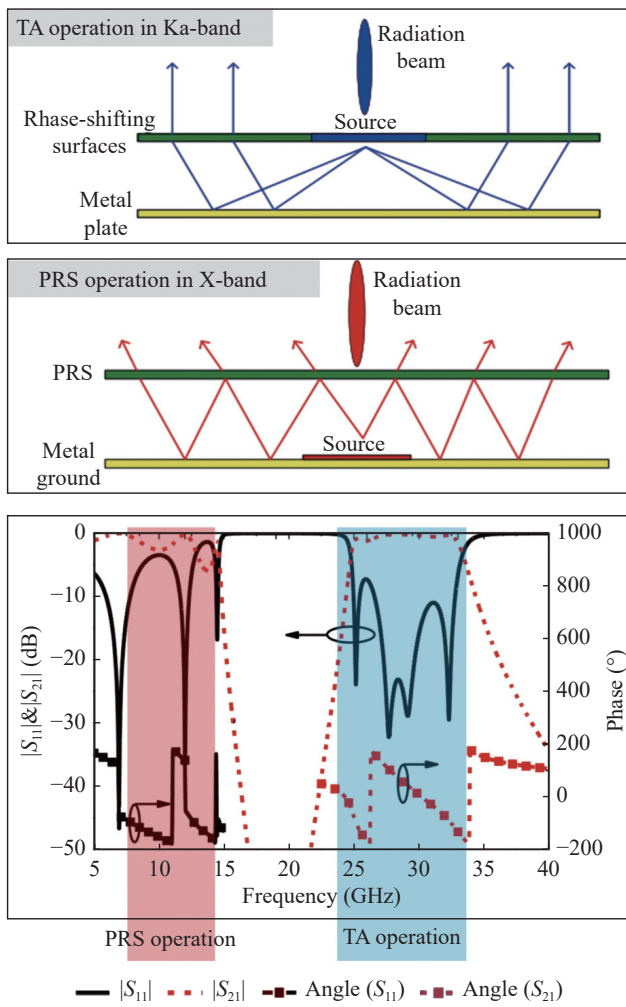 TA operation in Ka-band
Radiation
beam
Source
Rhase-shifting
surfaces
Metal
plate
PRS operation in X-band
Radiation
beam
PRS
Source
Metal
ground
0
−10
−20
−30
−40
−50
|S11|&|S21| (dB)
1000
800
600
400
200
0
−200
Phase (°)
5 10 15 20 25 30 35 40
Frequency (GHz)
PRS operation
TA operation
|S11| |S21| Angle (S11) Angle (S21)